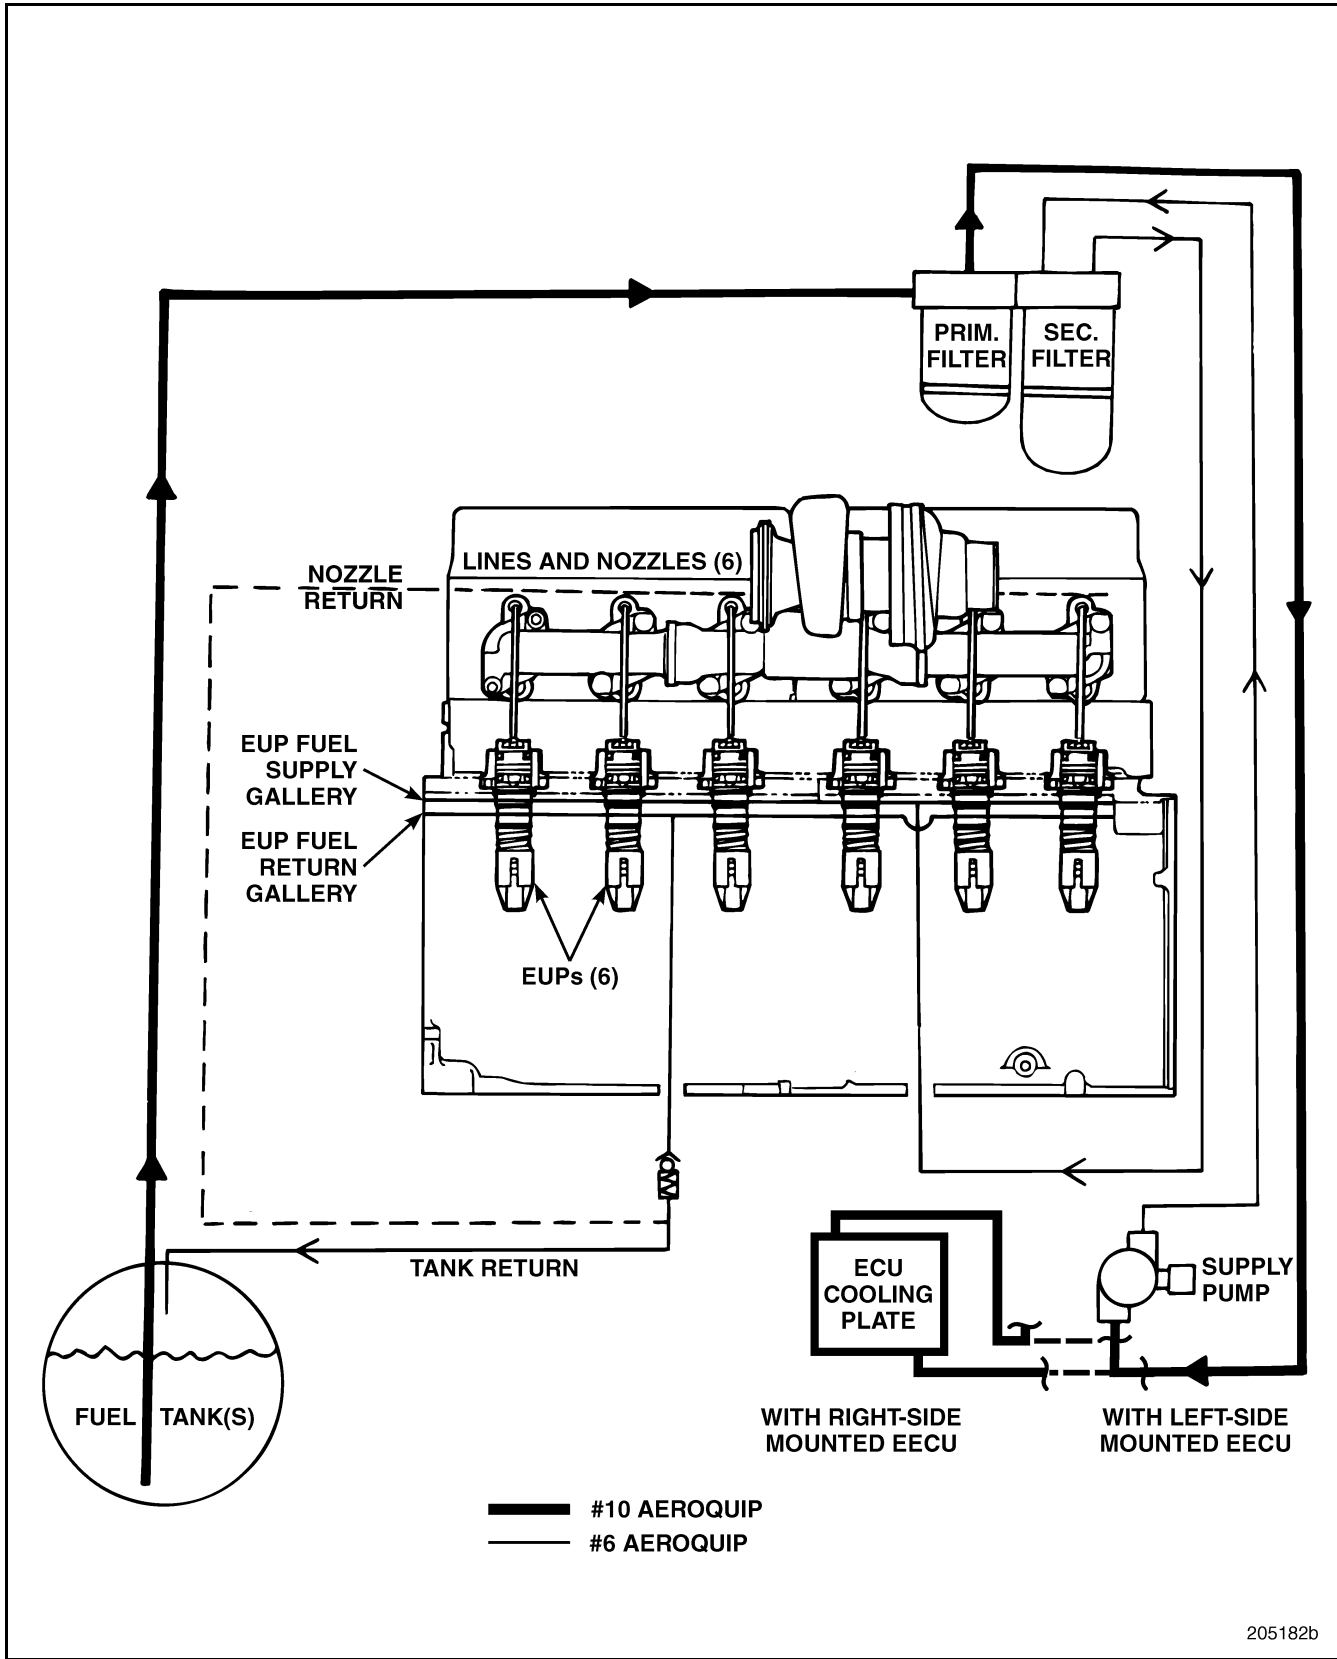 PRIM.
FILTER
SEC.
FILTER
LINES AND NOZZLES (6)
NOZZLE
RETURN
EUP FUEL
SUPPLY
GALLERY
EUP FUEL
RETURN
GALLERY
EUPs (6)
TANK RETURN
ECU
COOLING
PLATE
SUPPLY
PUMP
FUEL TANK(S)
WITH RIGHT-SIDE
MOUNTED EECU
WITH LEFT-SIDE
MOUNTED EECU
#10 AEROQUIP
#6 AEROQUIP
205182b